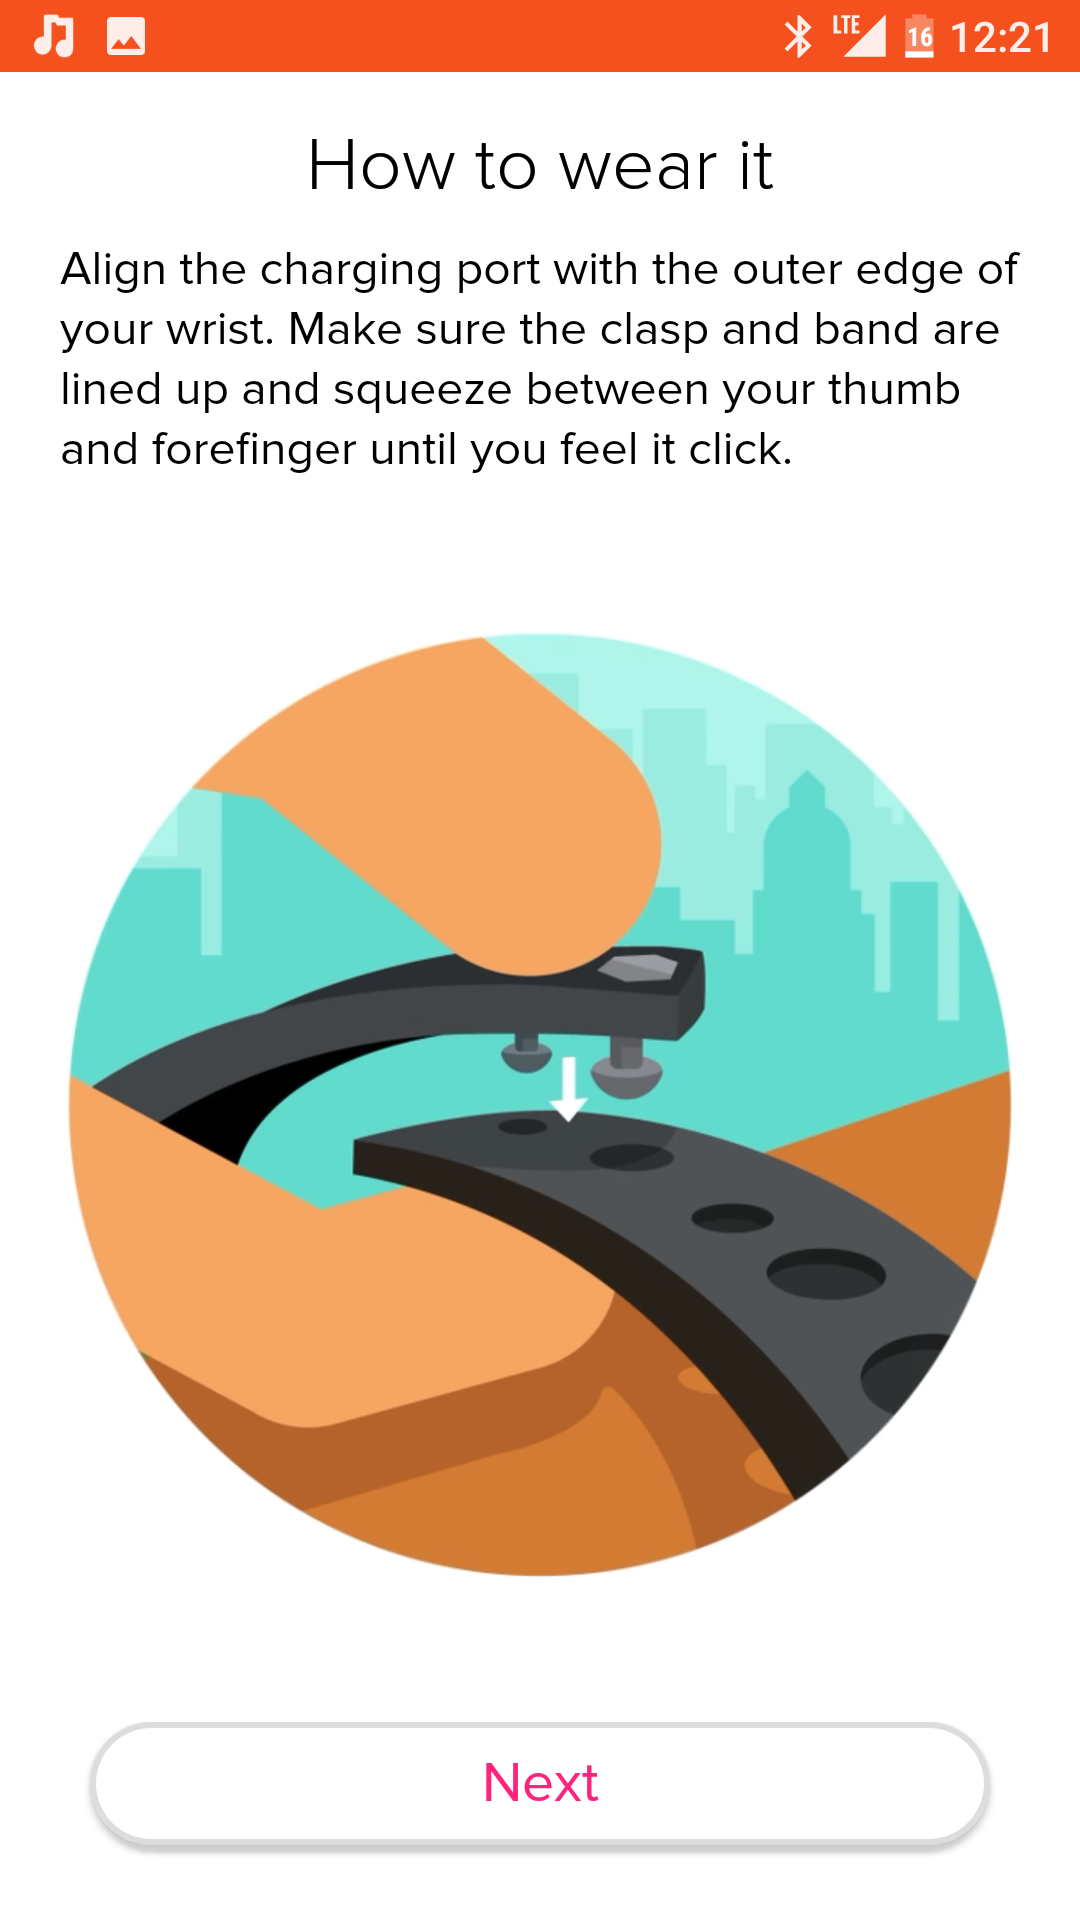 LTE 16 12:21
How to wear it
Align the charging port with the outer edge of
your wrist. Make sure the clasp and band are
lined up and squeeze between your thumb
and forefinger until you feel it click.
Next